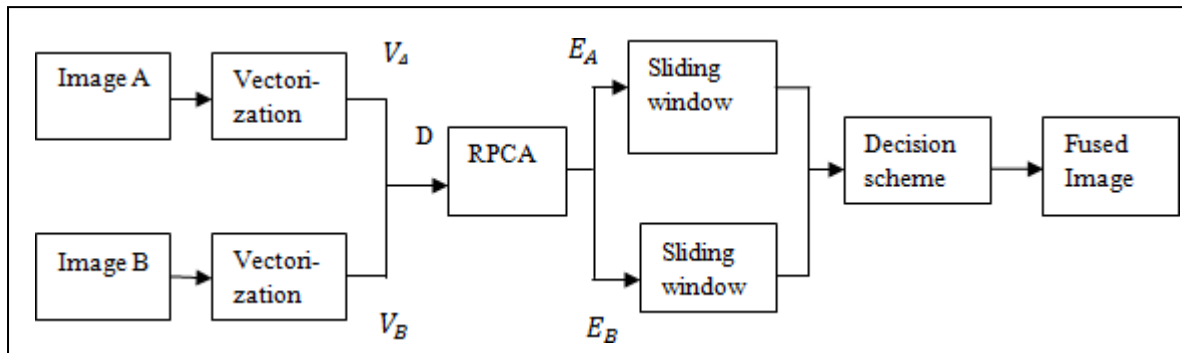 Image A
Vectori-
zation
V_A
Image B
Vectori-
zation
V_B
D
RPCA
E_A
Sliding
window
E_B
Sliding
window
Decision
scheme
Fused
Image